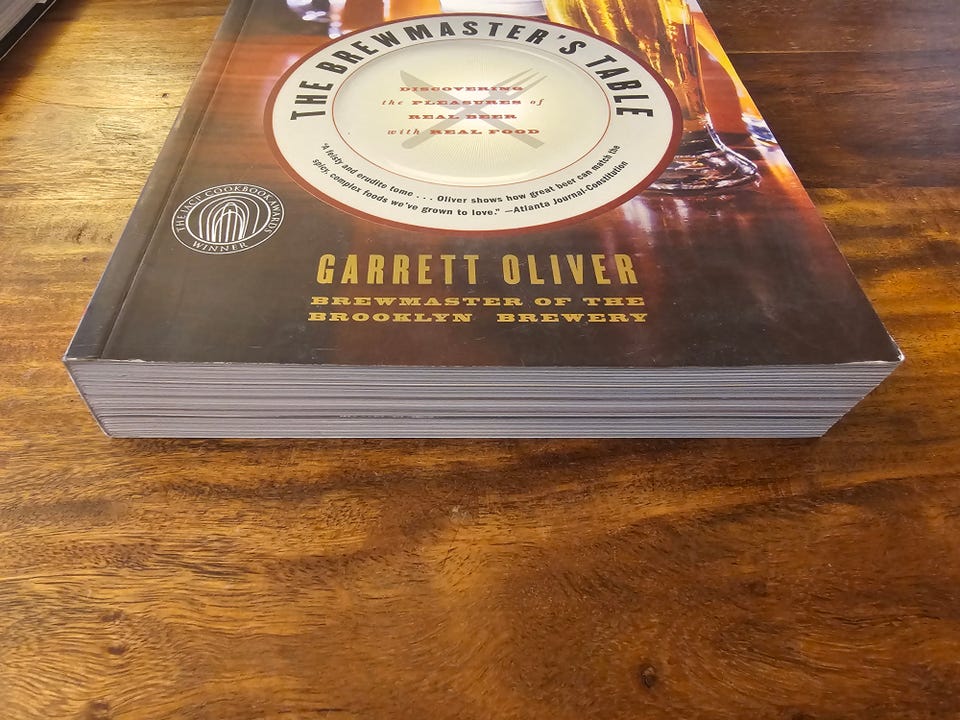 THE BREWMASTER'S TABLE
DISCOVERING
the PLEASURES of
REAL BEER
with REAL FOOD
"A feisty and erudite tome . . . . Oliver shows how great beer can match the
spicy, complex foods we've grown to love." —Atlanta Journal-Constitution
THE IACP COOKBOOK AWARDS
WINNER
GARRETT OLIVER
BREWMASTER OF THE
BROOKLYN BREWERY